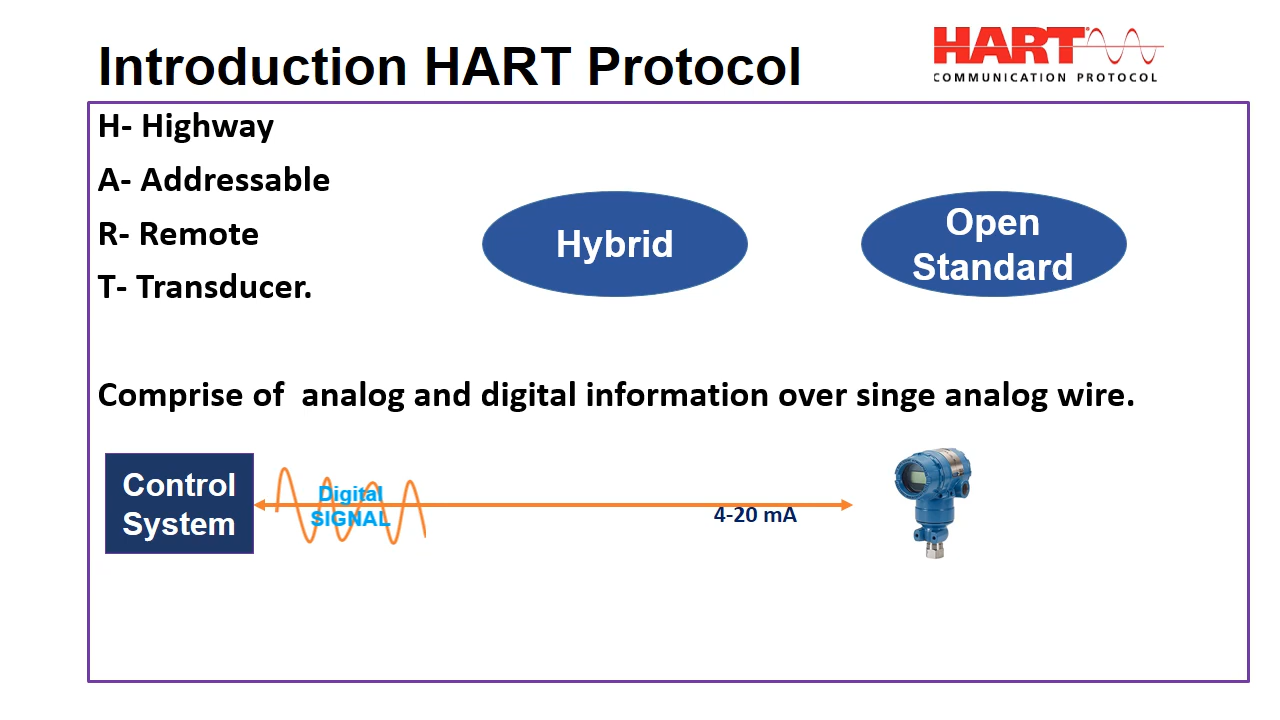 Introduction HART Protocol
HART
COMMUNICATION PROTOCOL
H- Highway
A- Addressable
R- Remote
T- Transducer.
Hybrid
Open
Standard
Comprise of  analog and digital information over singe analog wire.
Control
System
Digital
SIGNAL
4-20 mA